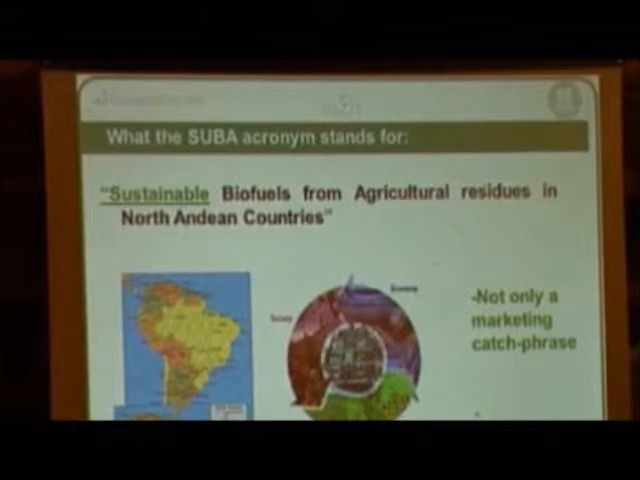 What the SUBA acronym stands for:
"Sustainable Biofuels from Agricultural residues in
North Andean Countries"
-Not only a
marketing
catch-phrase